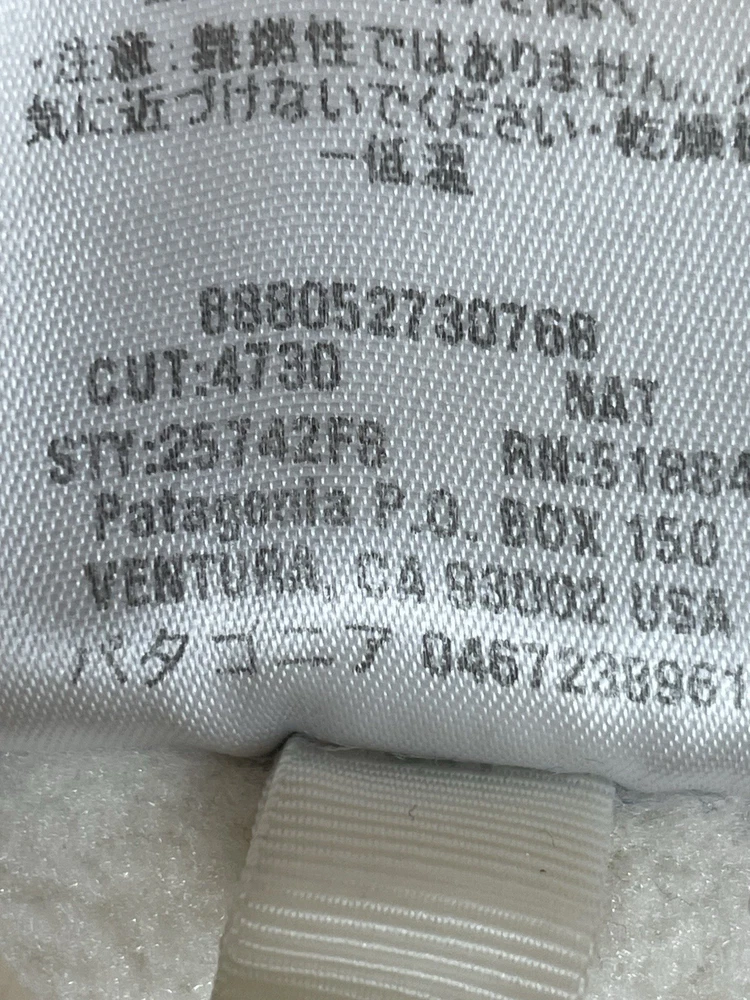 ・注意:難燃性ではありません。
気に近づけないでください・乾燥
ー低温
888052730768
CUT:4730 NAT
STY:25742F8 RN:51884
Patagonia P.O. BOX 150
VENTURA, CA 93002 USA
パタゴニア 0467238961